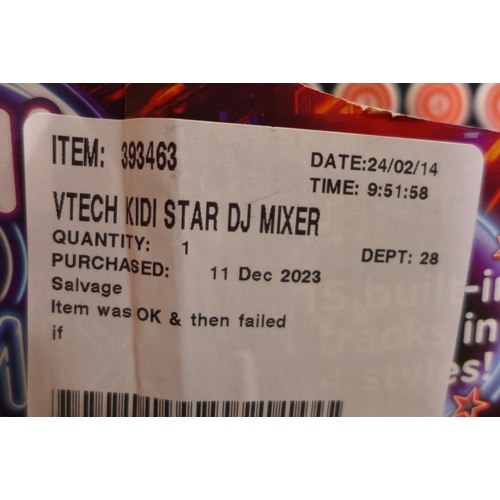 ITEM: 393463
DATE:24/02/14
TIME: 9:51:58
VTECH KIDI STAR DJ MIXER
QUANTITY: 1
DEPT: 28
PURCHASED: 11 Dec 2023
Salvage
Item was OK & then failed
if
15 built-in
tracks in
4 styles!